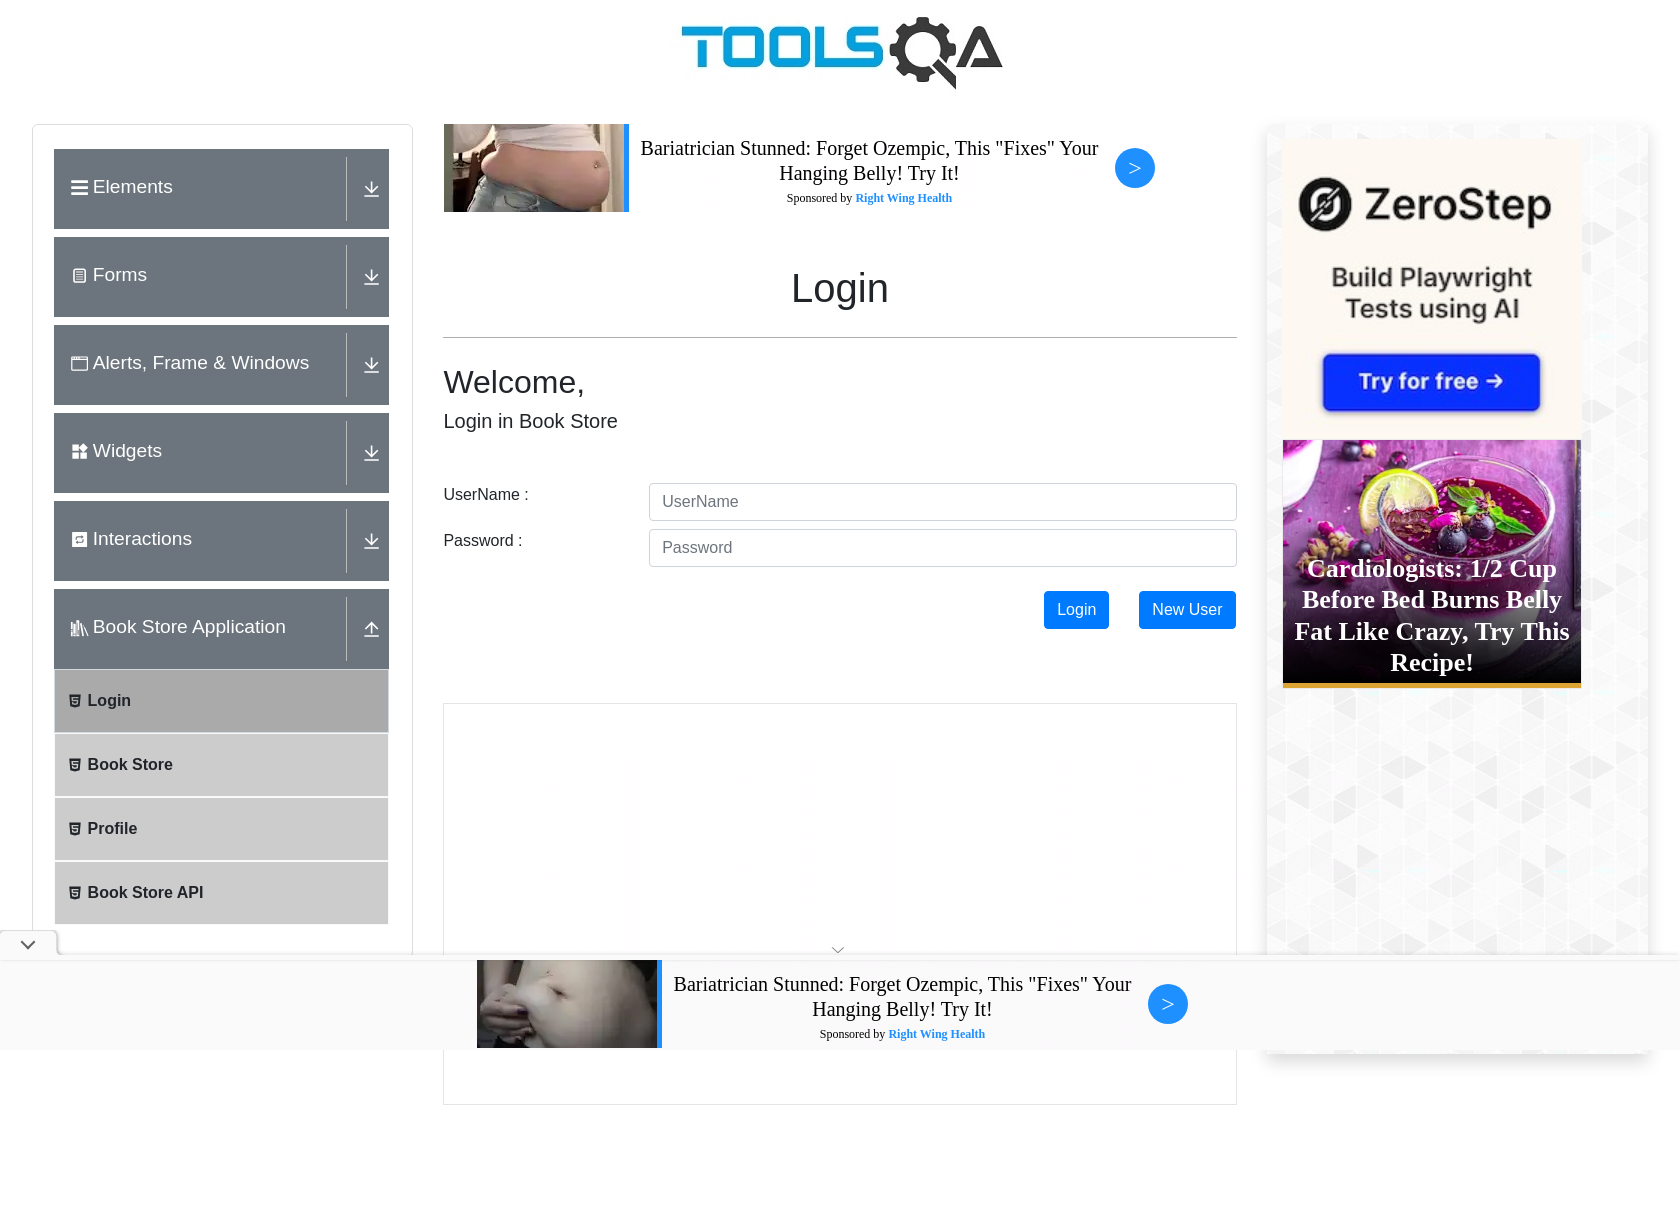 TOOLSQA
Elements
Forms
Alerts, Frame & Windows
Widgets
Interactions
Book Store Application
Login
Book Store
Profile
Book Store API
Bariatrician Stunned: Forget Ozempic, This "Fixes" Your
Hanging Belly! Try It!
Sponsored by Right Wing Health
>
Login
Welcome,
Login in Book Store
UserName :
UserName
Password :
Password
Login
New User
ZeroStep
Build Playwright
Tests using AI
Try for free →
Cardiologists: 1/2 Cup
Before Bed Burns Belly
Fat Like Crazy, Try This
Recipe!
Bariatrician Stunned: Forget Ozempic, This "Fixes" Your
Hanging Belly! Try It!
Sponsored by Right Wing Health
>